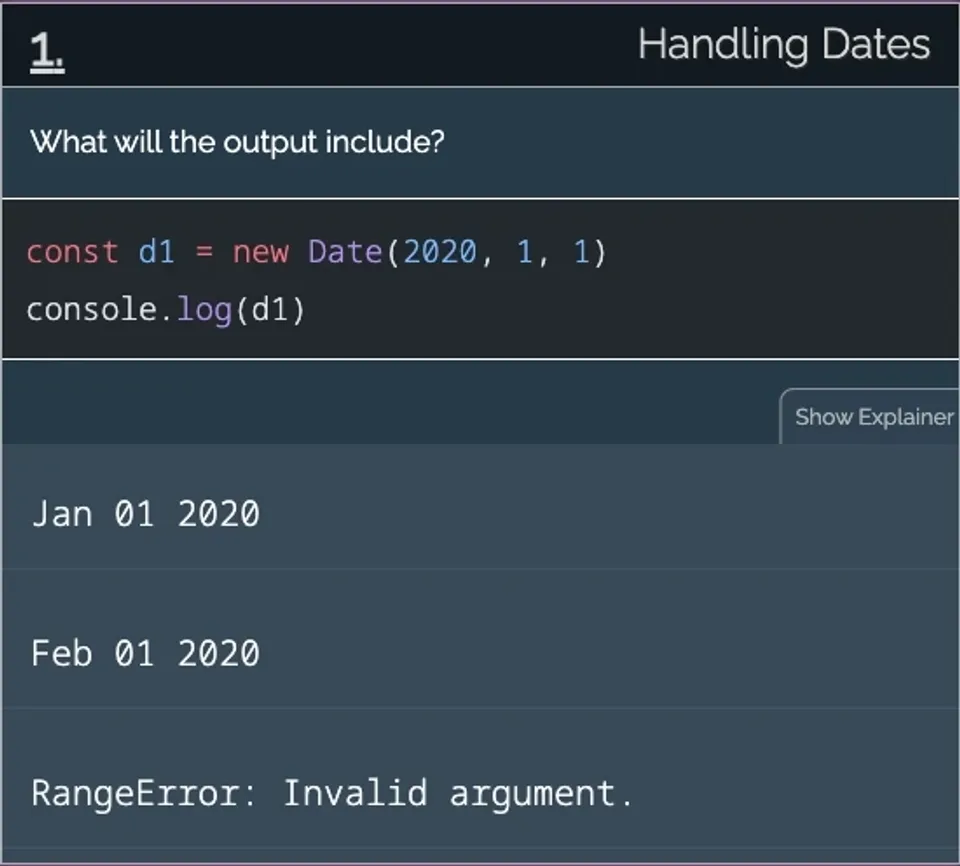 1.
Handling Dates
What will the output include?
const d1 = new Date(2020, 1, 1)
console.log(d1)
Show Explainer
Jan 01 2020
Feb 01 2020
RangeError: Invalid argument.